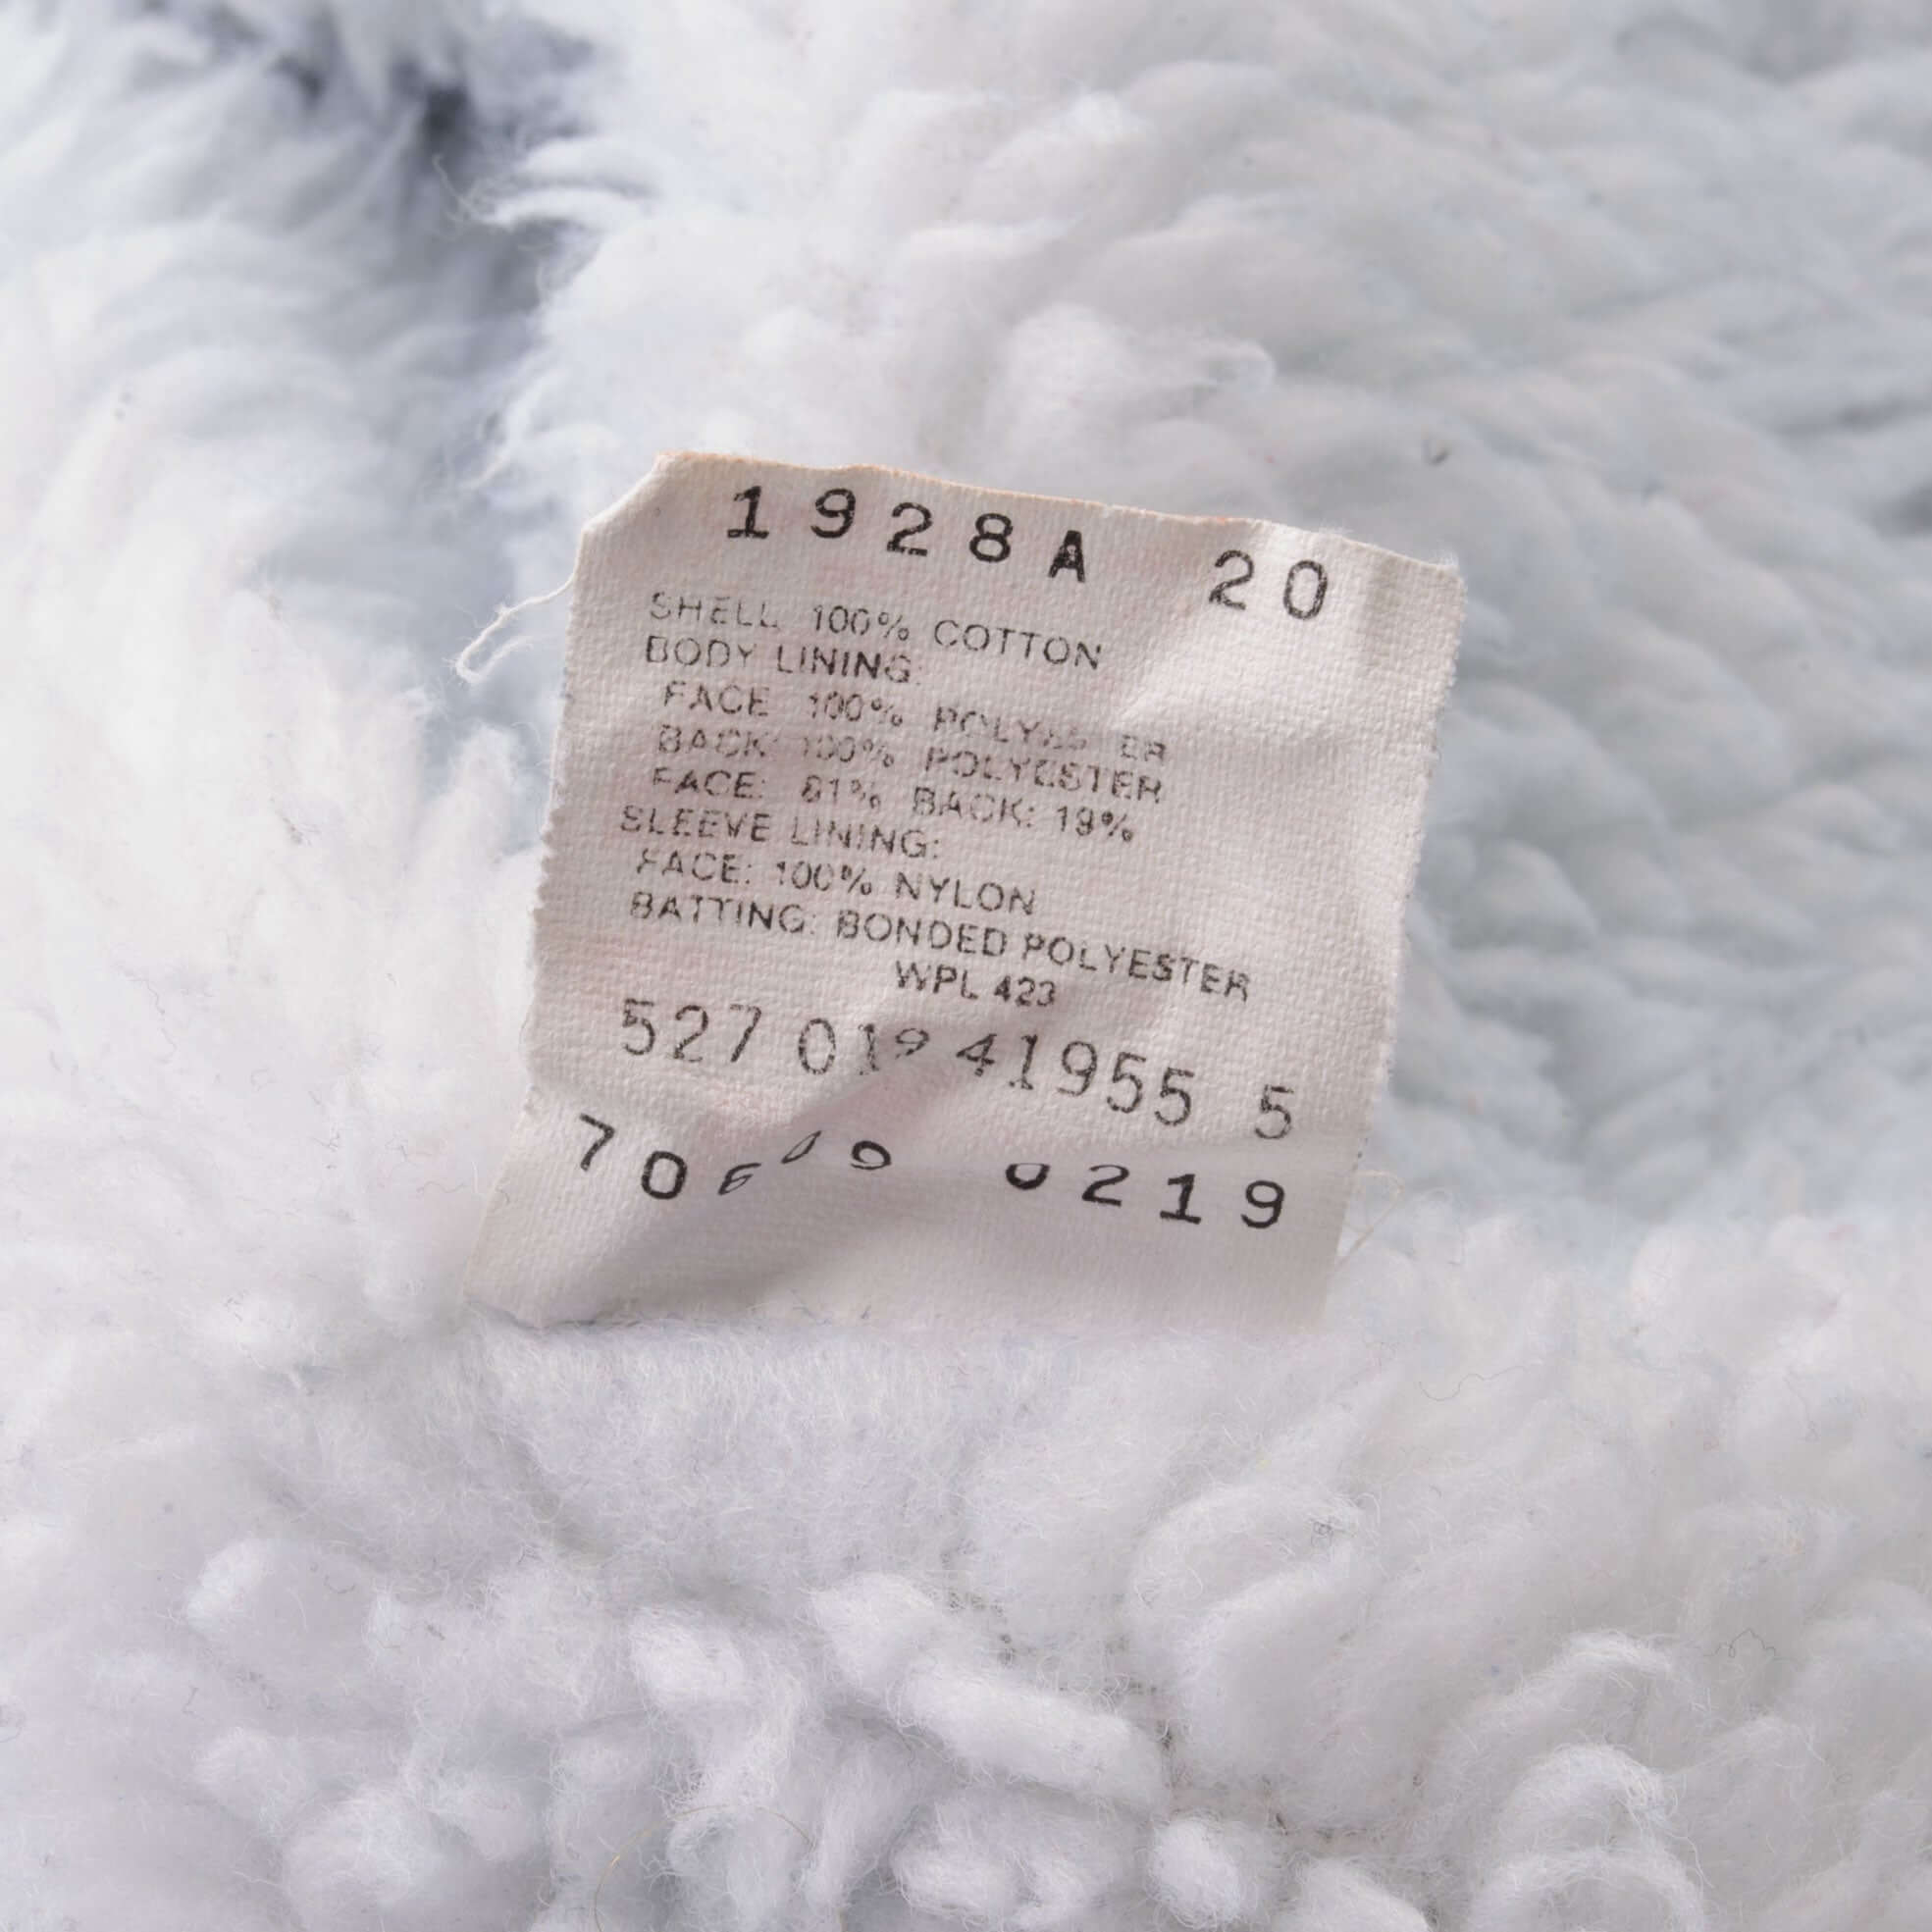 1928A 20
SHELL 100% COTTON
BODY LINING:
FACE 100% POLYESTER
BACK: 100% POLYESTER
FACE: 81% BACK: 19%
SLEEVE LINING:
FACE: 100% NYLON
BATTING: BONDED POLYESTER
WPL 423
527 019 41955 5
0219